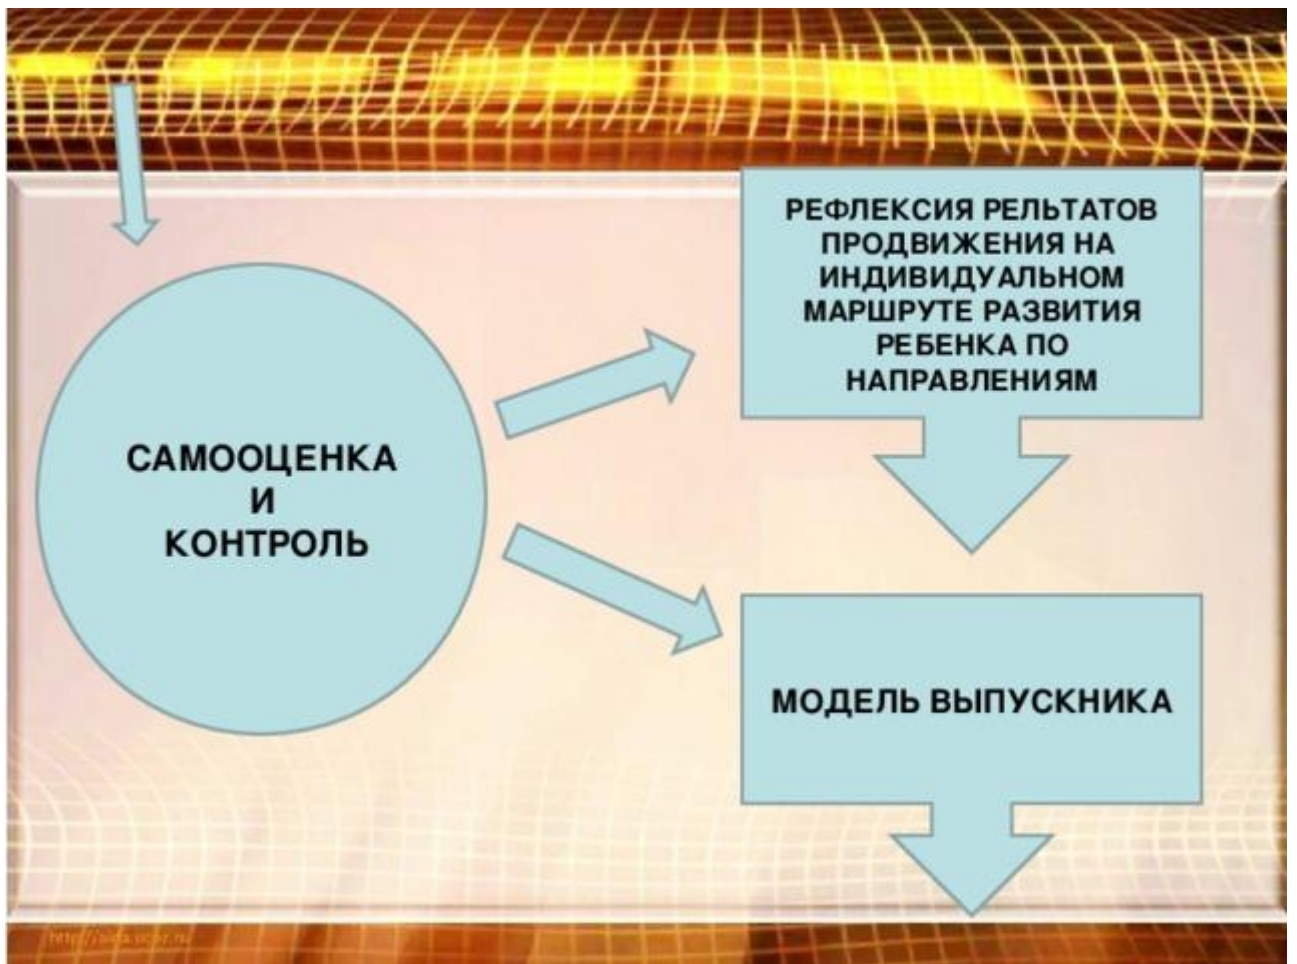 РЕФЛЕКСИЯ РЕЛЬТАТОВ
ПРОДВИЖЕНИЯ НА
ИНДИВИДУАЛЬНОМ
МАРШРУТЕ РАЗВИТИЯ
РЕБЕНКА ПО
НАПРАВЛЕНИЯМ
САМООЦЕНКА
И
КОНТРОЛЬ
МОДЕЛЬ ВЫПУСКНИКА